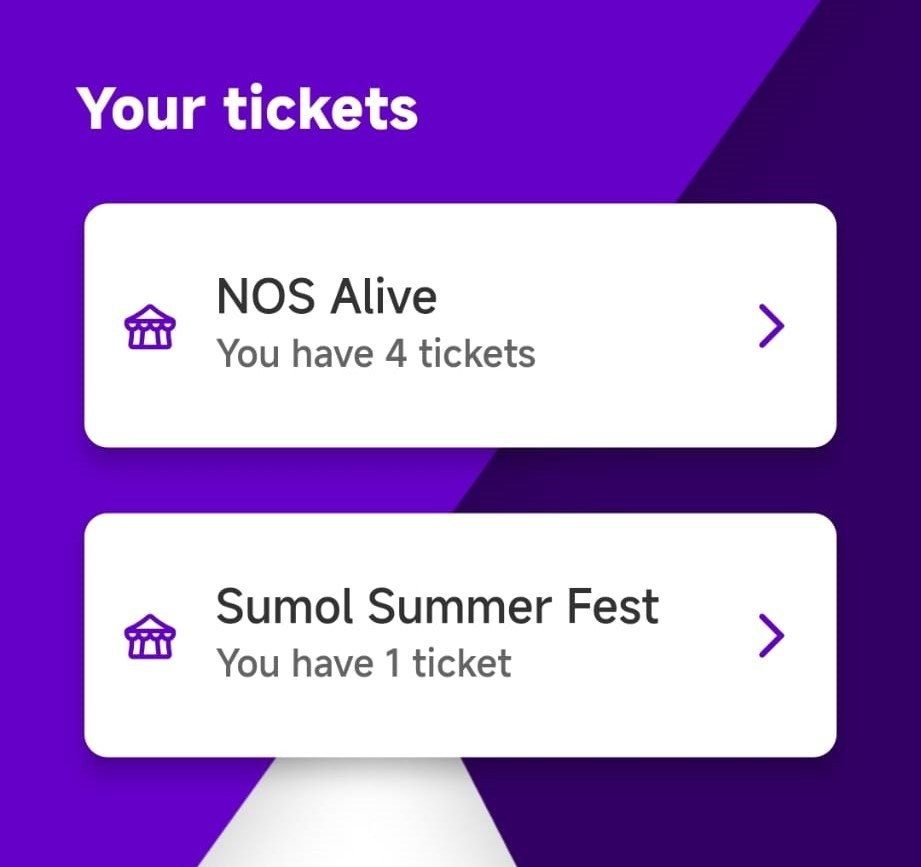 Your tickets
NOS Alive
You have 4 tickets
Sumol Summer Fest
You have 1 ticket